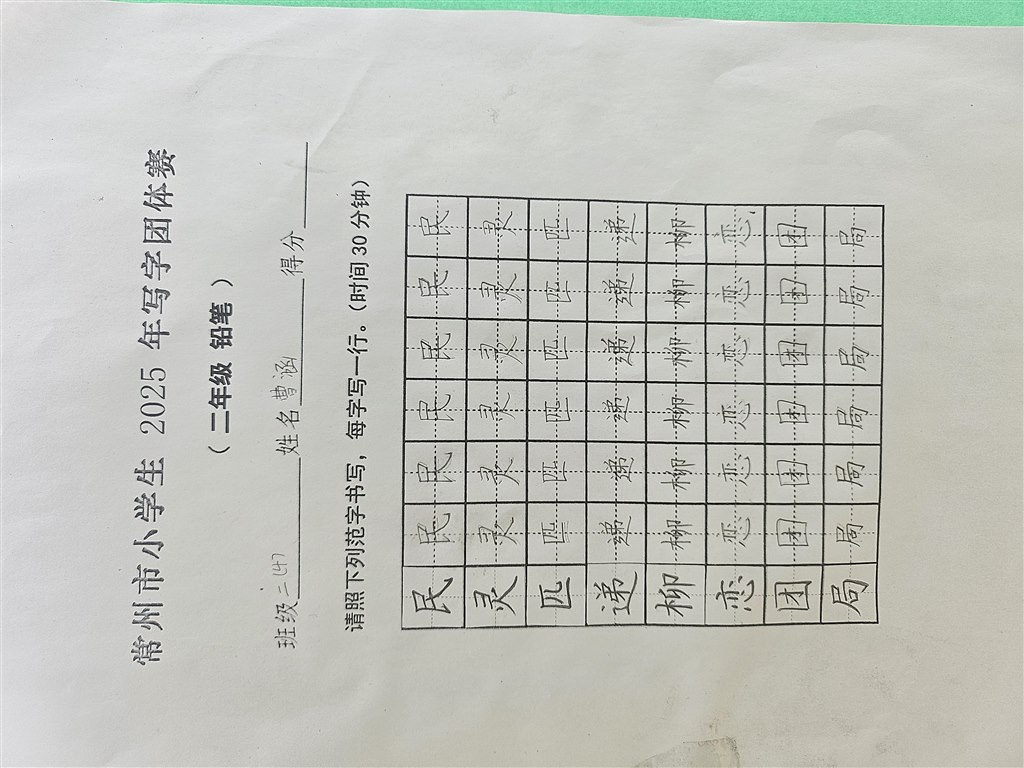 常州市小学生 2025 年写字团体赛
（ 二年级 铅笔 ）
班级二(4) 姓名曹涵 得分
请照下列范字书写，每字写一行。(时间 30 分钟)
民 民 民 民 民 民 民
灵 灵 灵 灵 灵 灵 灵
匹 匹 匹 匹 匹 匹 匹
递 递 递 递 递 递 递
柳 柳 柳 柳 柳 柳 柳
恋 恋 恋 恋 恋 恋 恋
团 团 团 团 团 团 团
局 局 局 局 局 局 局